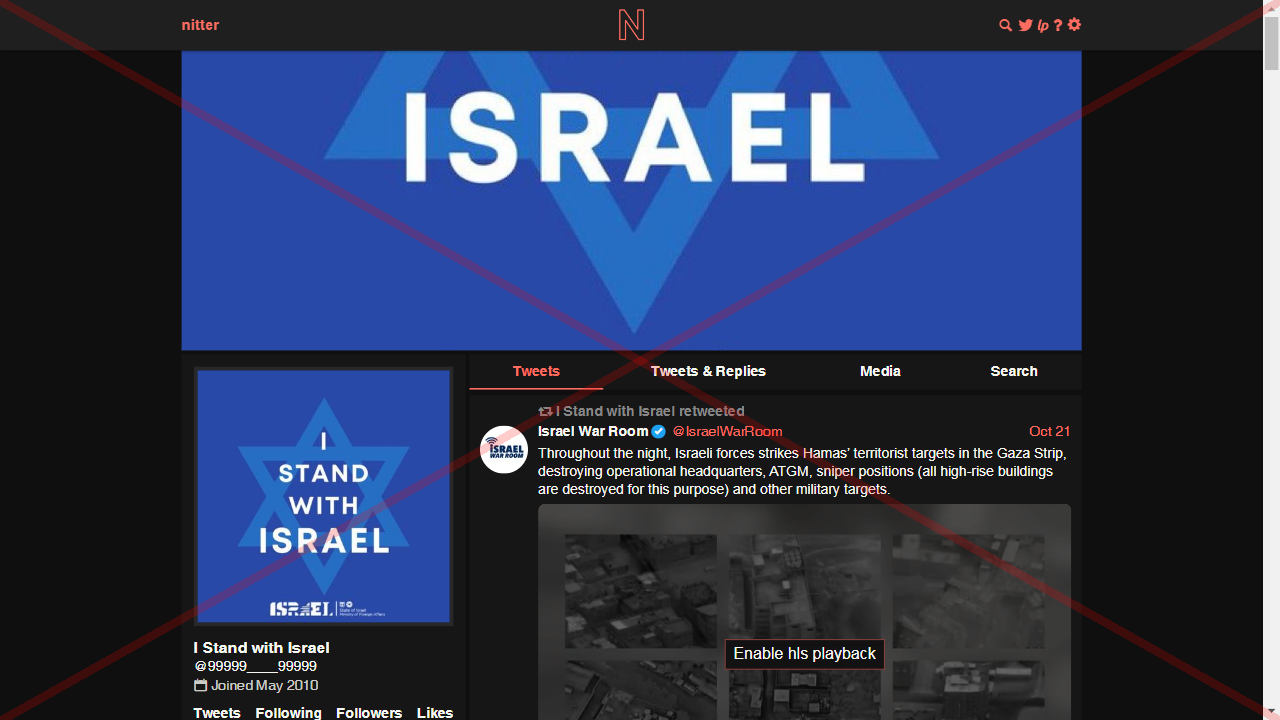 nitter
N
lp ?
ISRAEL
Tweets Tweets & Replies Media Search
I Stand with Israel retweeted
Israel War Room @IsraelWarRoom Oct 21
ISRAEL
WAR ROOM
Throughout the night, Israeli forces strikes Hamas’ territorist targets in the Gaza Strip,
destroying operational headquarters, ATGM, sniper positions (all high-rise buildings
are destroyed for this purpose) and other military targets.
Enable hls playback
I
STAND
WITH
ISRAEL
ISRAEL
State of Israel
Ministry of Foreign Affairs
I Stand with Israel
@99999____99999
Joined May 2010
Tweets Following Followers Likes